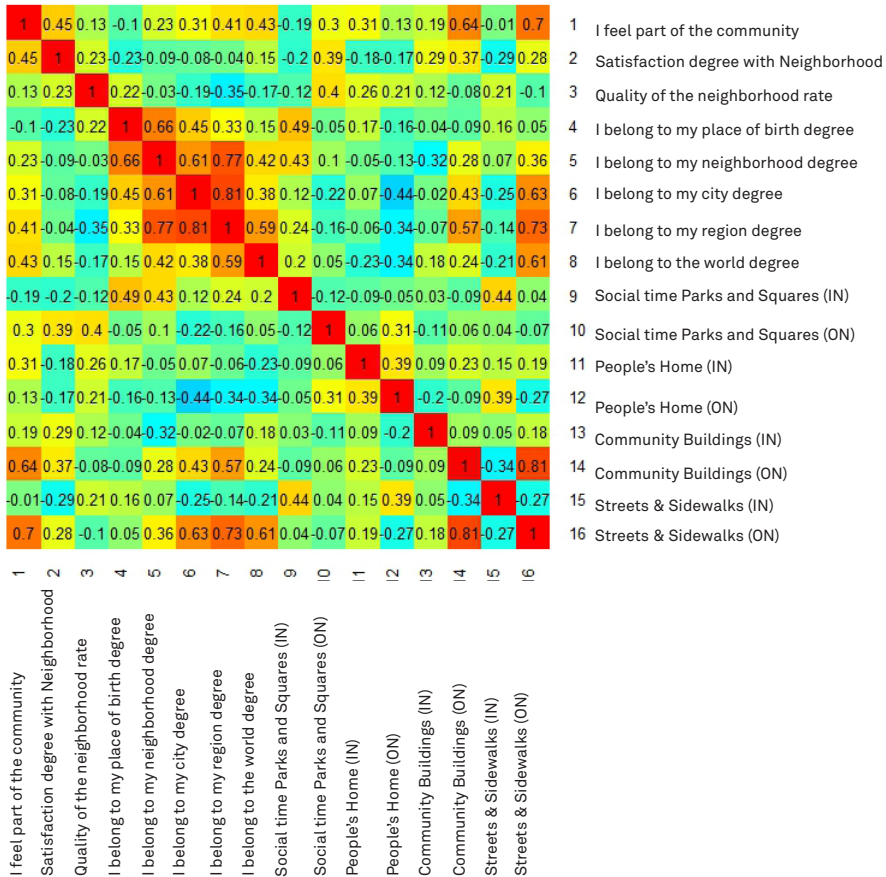 1 0.45 0.13 -0.1 0.23 0.31 0.41 0.43 -0.19 0.3 0.31 0.13 0.19 0.64 -0.01 0.7 1 I feel part of the community
0.45 1 0.23 -0.23 -0.09 -0.08 -0.04 0.15 -0.2 0.39 -0.18 -0.17 0.29 0.37 -0.29 0.28 2 Satisfaction degree with Neighborhood
0.13 0.23 1 0.22 -0.03 -0.19 -0.35 -0.17 -0.12 0.4 0.26 0.21 0.12 -0.08 0.21 -0.1 3 Quality of the neighborhood rate
-0.1 -0.23 0.22 1 0.66 0.45 0.33 0.15 0.49 -0.05 0.17 -0.16 -0.04 -0.09 0.16 0.05 4 I belong to my place of birth degree
0.23 -0.09 -0.03 0.66 1 0.61 0.77 0.42 0.43 0.1 -0.05 -0.13 -0.32 0.28 0.07 0.36 5 I belong to my neighborhood degree
0.31 -0.08 -0.19 0.45 0.61 1 0.81 0.38 0.12 -0.22 0.07 -0.44 -0.02 0.43 -0.25 0.63 6 I belong to my city degree
0.41 -0.04 -0.35 0.33 0.77 0.81 1 0.59 0.24 -0.16 -0.06 -0.34 -0.07 0.57 -0.14 0.73 7 I belong to my region degree
0.43 0.15 -0.17 0.15 0.42 0.38 0.59 1 0.2 0.05 -0.23 -0.34 0.18 0.24 -0.21 0.61 8 I belong to the world degree
-0.19 -0.2 -0.12 0.49 0.43 0.12 0.24 0.2 1 -0.12 -0.09 -0.05 0.03 -0.09 0.44 0.04 9 Social time Parks and Squares (IN)
0.3 0.39 0.4 -0.05 0.1 -0.22 -0.16 0.05 -0.12 1 0.06 0.31 -0.11 0.06 0.04 -0.07 10 Social time Parks and Squares (ON)
0.31 -0.18 0.26 0.17 -0.05 0.07 -0.06 -0.23 -0.09 0.06 1 0.39 0.09 0.23 0.15 0.19 11 People's Home (IN)
0.13 -0.17 0.21 -0.16 -0.13 -0.44 -0.34 -0.34 -0.05 0.31 0.39 1 -0.2 -0.09 0.39 -0.27 12 People's Home (ON)
0.19 0.29 0.12 -0.04 -0.32 -0.02 -0.07 0.18 0.03 -0.11 0.09 -0.2 1 0.09 0.05 0.18 13 Community Buildings (IN)
0.64 0.37 -0.08 -0.09 0.28 0.43 0.57 0.24 -0.09 0.06 0.23 -0.09 0.09 1 -0.34 0.81 14 Community Buildings (ON)
-0.01 -0.29 0.21 0.16 0.07 -0.25 -0.14 -0.21 0.44 0.04 0.15 0.39 0.05 -0.34 1 -0.27 15 Streets & Sidewalks (IN)
0.7 0.28 -0.1 0.05 0.36 0.63 0.73 0.61 0.04 -0.07 0.19 -0.27 0.18 0.81 -0.27 1 16 Streets & Sidewalks (ON)
1 2 3 4 5 6 7 8 9 10 11 12 13 14 15 16
I feel part of the community
Satisfaction degree with Neighborhood
Quality of the neighborhood rate
I belong to my place of birth degree
I belong to my neighborhood degree
I belong to my city degree
I belong to my region degree
I belong to the world degree
Social time Parks and Squares (IN)
Social time Parks and Squares (ON)
People's Home (IN)
People's Home (ON)
Community Buildings (IN)
Community Buildings (ON)
Streets & Sidewalks (IN)
Streets & Sidewalks (ON)